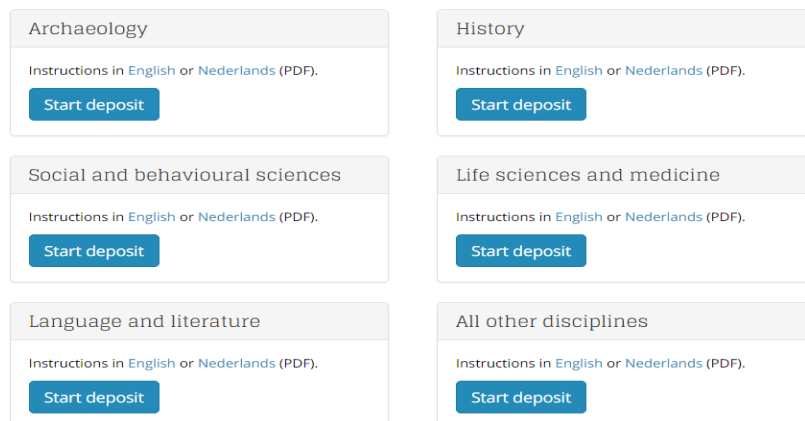 Archaeology
Instructions in English or Nederlands (PDF).
Start deposit
History
Instructions in English or Nederlands (PDF).
Start deposit
Social and behavioural sciences
Instructions in English or Nederlands (PDF).
Start deposit
Life sciences and medicine
Instructions in English or Nederlands (PDF).
Start deposit
Language and literature
Instructions in English or Nederlands (PDF).
Start deposit
All other disciplines
Instructions in English or Nederlands (PDF).
Start deposit